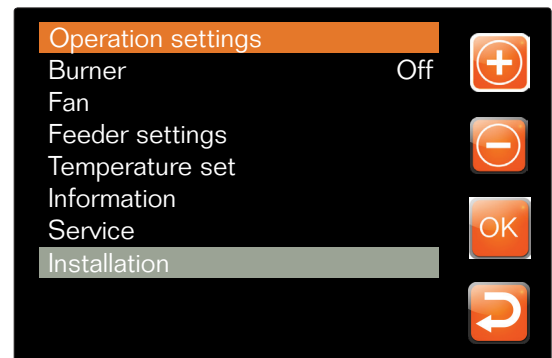 Operation settings
Burner Off
Fan
Feeder settings
Temperature set
Information
Service
OK
Installation